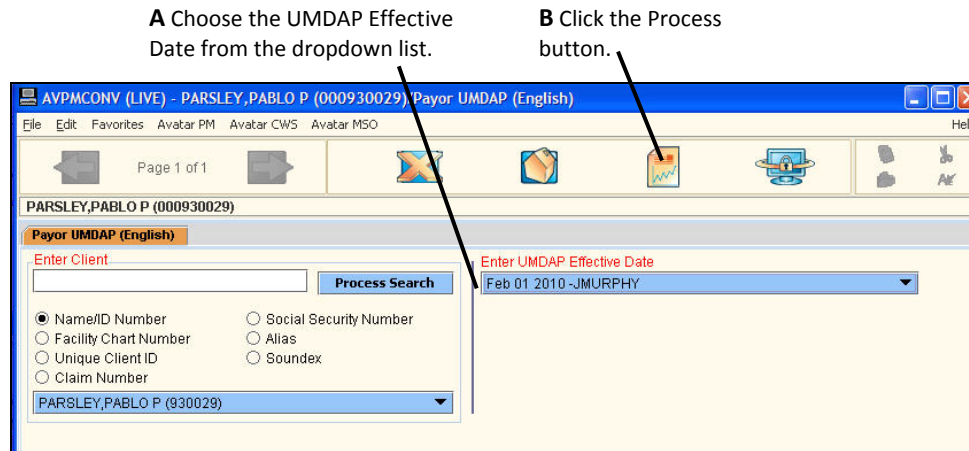 A Choose the UMDAP Effective
Date from the dropdown list.
B Click the Process
button.
AVPMCONV (LIVE) - PARSLEY,PABLO P (000930029)/Payor UMDAP (English)
File Edit Favorites Avatar PM Avatar CWS Avatar MSO Hel
Page 1 of 1
PARSLEY,PABLO P (000930029)
Payor UMDAP (English)
Enter Client
Process Search
Name/ID Number
Social Security Number
Facility Chart Number
Alias
Unique Client ID
Soundex
Claim Number
PARSLEY,PABLO P (930029)
Enter UMDAP Effective Date
Feb 01 2010 -JMURPHY